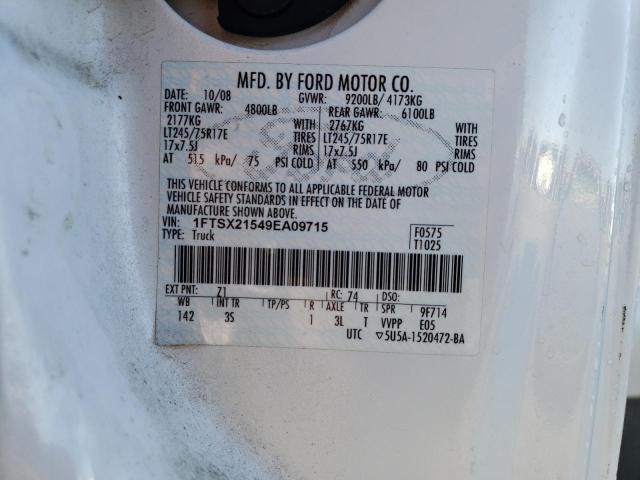 MFD. BY FORD MOTOR CO.
DATE: 10/08 GVWR: 9200LB/ 4173KG
FRONT GAWR: 4800LB REAR GAWR: 6100LB
2177KG WITH 2767KG WITH
LT245/75R17E TIRES LT245/75R17E TIRES
17x7.5J RIMS 17x7.5J RIMS
AT 515 kPa/ 75 PSI COLD AT 550 kPa/ 80 PSI COLD
THIS VEHICLE CONFORMS TO ALL APPLICABLE FEDERAL MOTOR
VEHICLE SAFETY STANDARDS IN EFFECT ON THE DATE OF
MANUFACTURE SHOWN ABOVE.
VIN: 1FTSX21549EA09715 F0575
TYPE: Truck T1025
EXT PNT: Z1 RC: 74 DSO:
WB INT TR TP/PS R AXLE TR SPR 9F714
142 3S 1 3L T VVPP E05
UTC ▽5U5A-1520472-BA